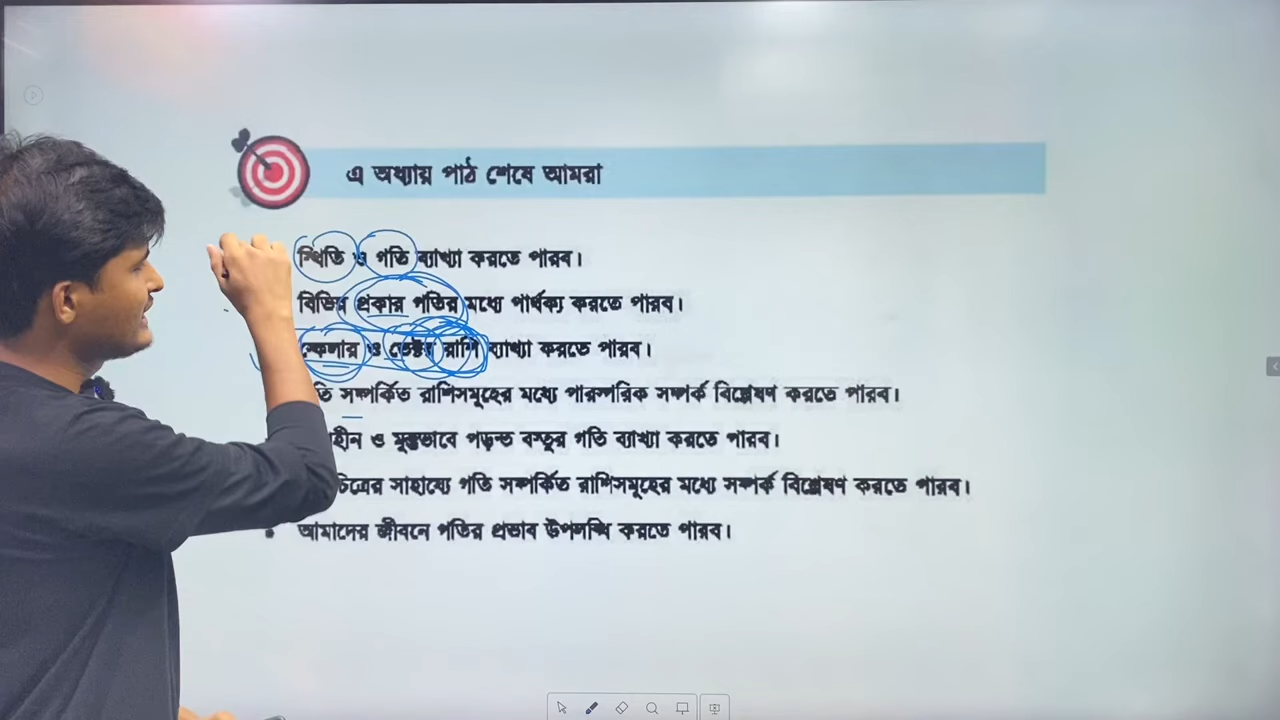 এ অধ্যায় পাঠ শেষে আমরা
স্থিতি ও গতি ব্যাখ্যা করতে পারব।
বিভিন্ন প্রকার গতির মধ্যে পার্থক্য করতে পারব।
স্কেলার ও ভেক্টর রাশি ব্যাখ্যা করতে পারব।
সম্পর্কিত রাশিসমূহের মধ্যে পারস্পরিক সম্পর্ক বিশ্লেষণ করতে পারব।
ও মুক্তভাবে পড়ন্ত বস্তুর গতি ব্যাখ্যা করতে পারব।
সাহায্যে গতি সম্পর্কিত রাশিসমূহের মধ্যে সম্পর্ক বিশ্লেষণ করতে পারব।
আমাদের জীবনে গতির প্রভাব উপলব্ধি করতে পারব।